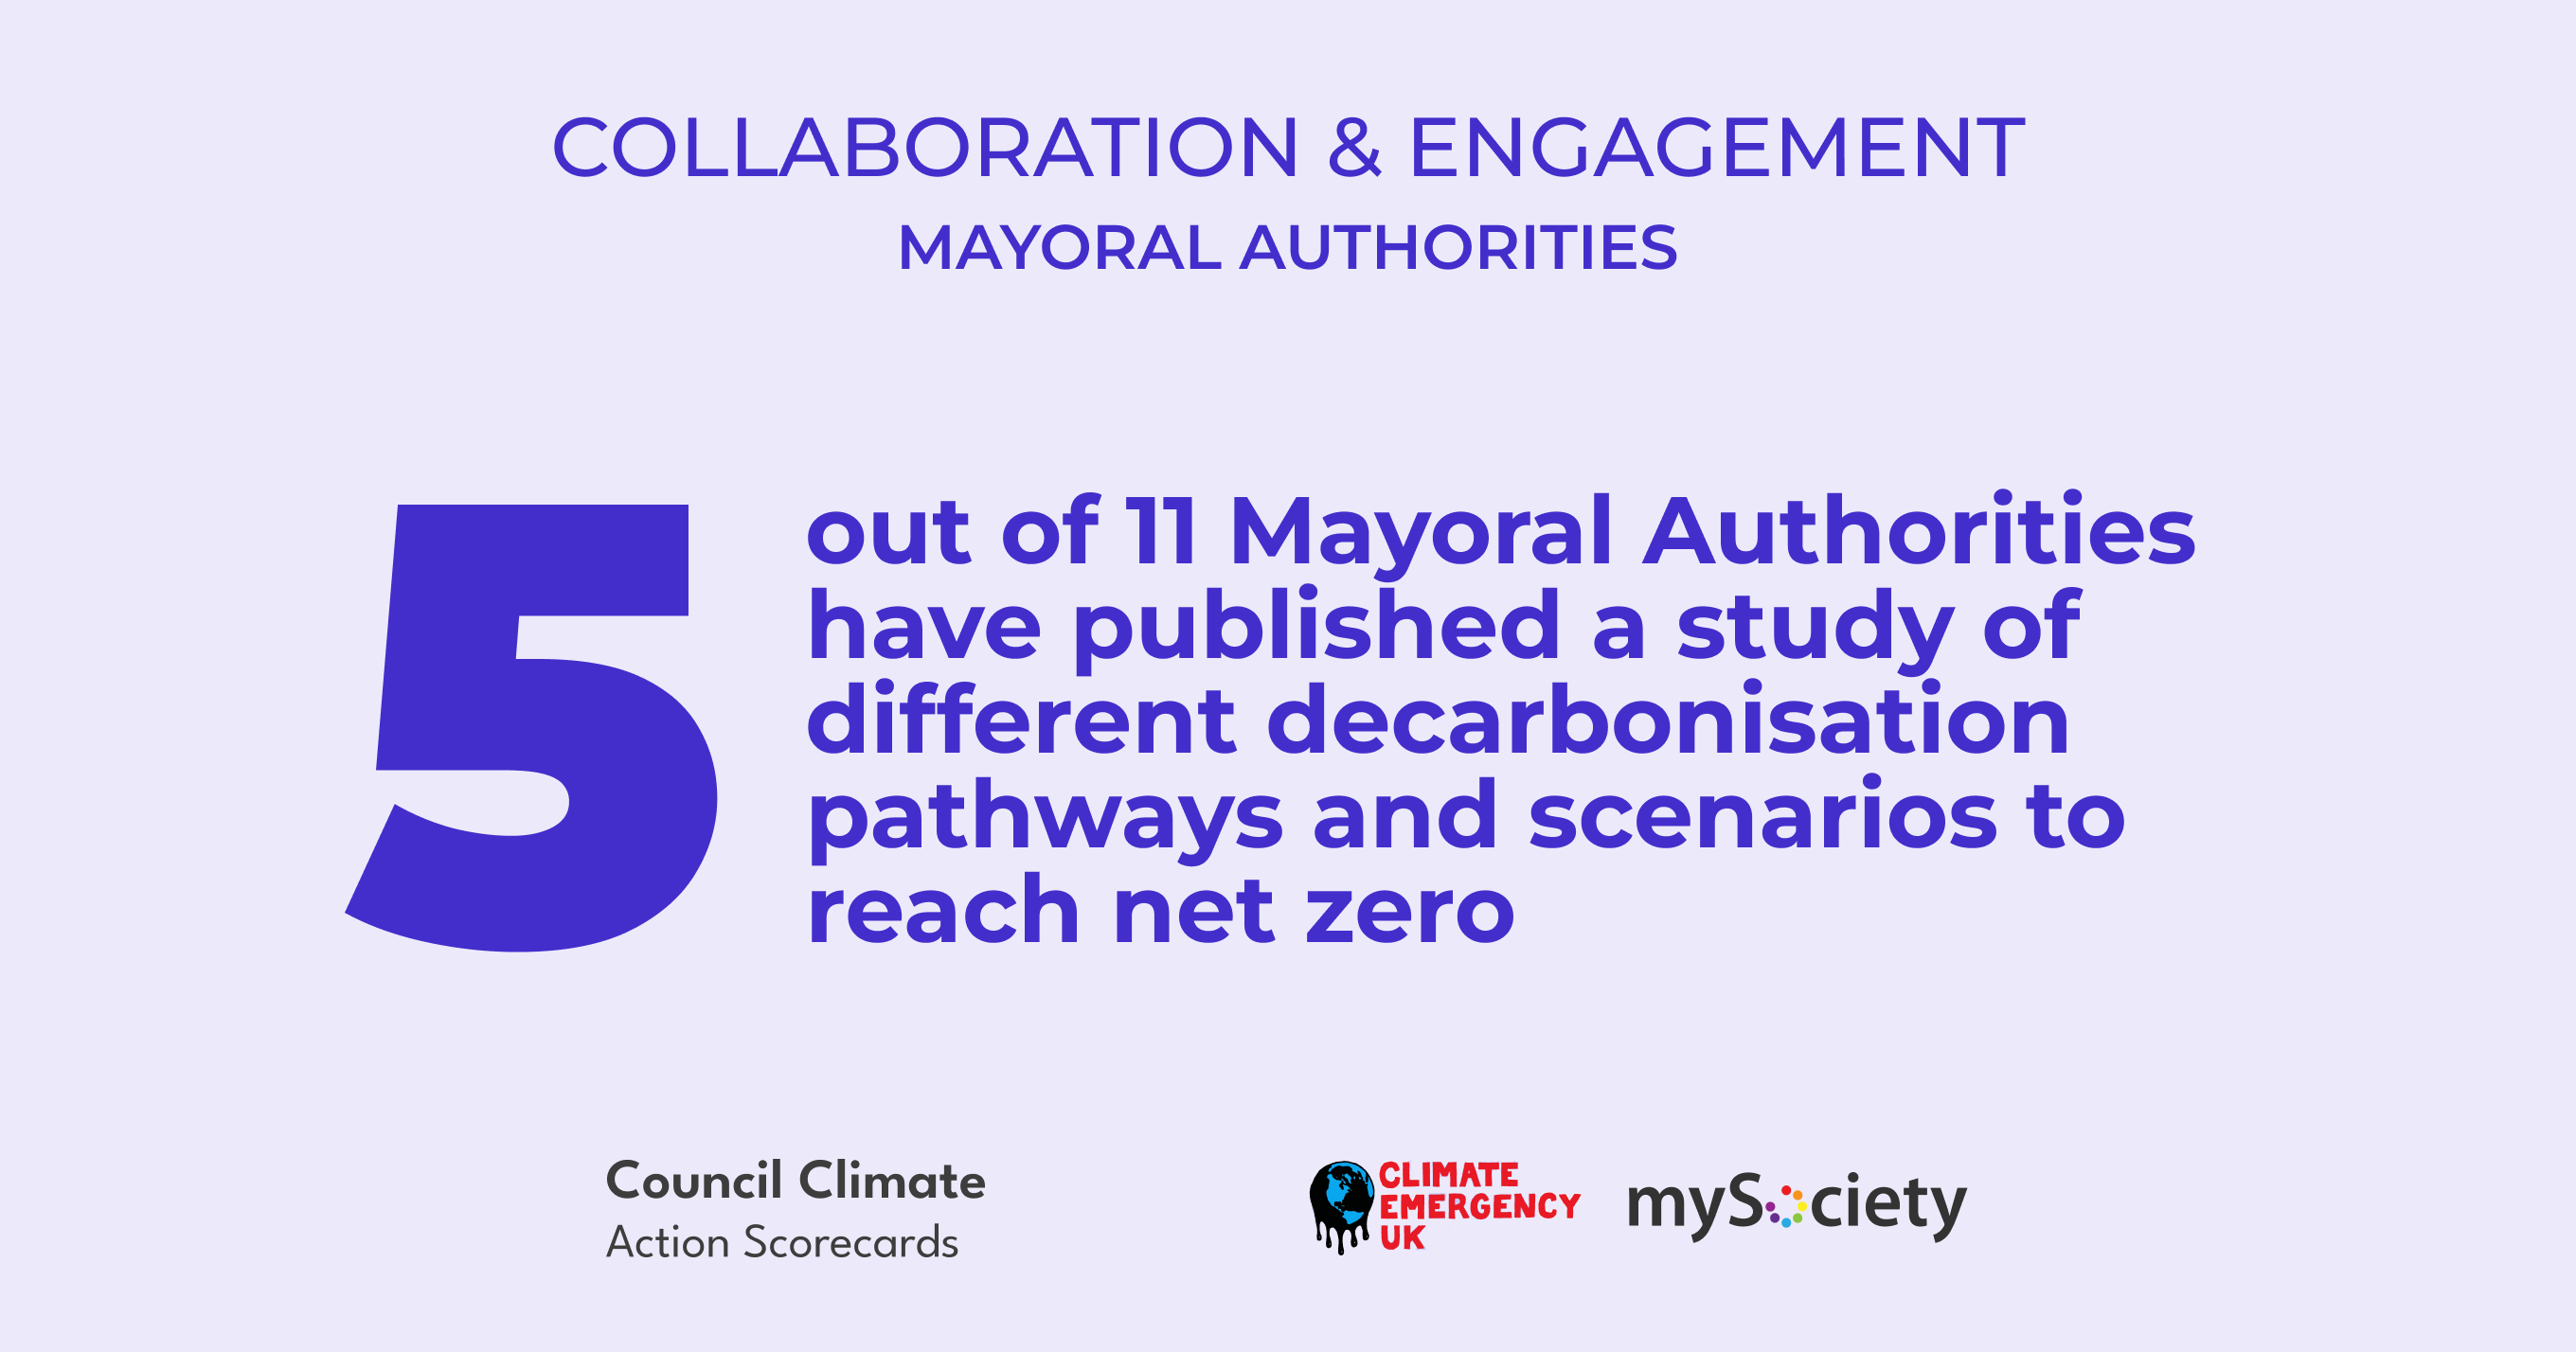 COLLABORATION & ENGAGEMENT
MAYORAL AUTHORITIES
5
out of 11 Mayoral Authorities
have published a study of
different decarbonisation
pathways and scenarios to
reach net zero
Council Climate
Action Scorecards
CLIMATE
EMERGENCY
UK
mySociety